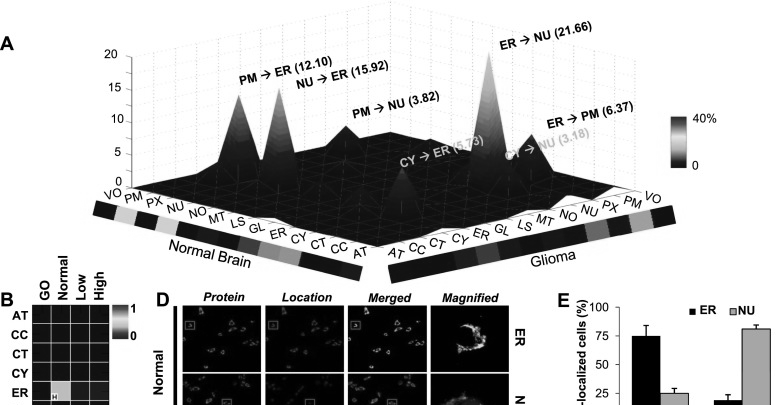 A
20
15
10
5
0
PM → ER (12.10)
NU → ER (15.92)
PM → NU (3.82)
ER → NU (21.66)
ER → PM (6.37)
CY → ER (5.73)
CY → NU (3.18)
40%
0
VO PM PX NU NO MT LS GL ER CY CT CC AT
Normal Brain
AT CC CT CY ER GL LS MT NO NU PX PM VO
Glioma
B
GO Normal Low High
1
0
AT
CC
CT
CY
ER
H
D
Protein Location Merged Magnified
Normal
ER
N
E
ER NU
-localized cells (%)
100
75
50
25